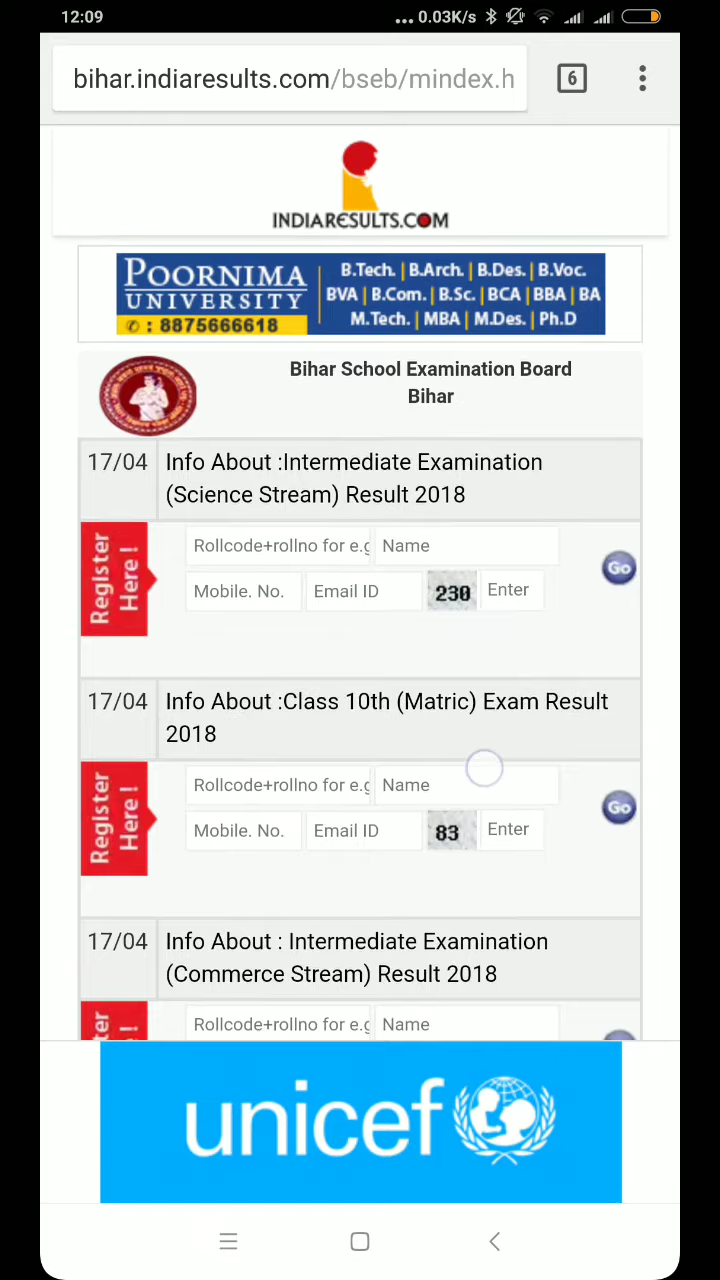 12:09
... 0.03K/s
bihar.indiaresults.com/bseb/mindex.h
6
INDIARESULTS.COM
POORNIMA
UNIVERSITY
✆ : 8875666618
B.Tech. | B.Arch. | B.Des. | B.Voc.
BVA | B.Com. | B.Sc. | BCA | BBA | BA
M.Tech. | MBA | M.Des. | Ph.D
Bihar School Examination Board
Bihar
17/04 Info About :Intermediate Examination
(Science Stream) Result 2018
Register
Here !
Rollcode+rollno for e.g Name
Mobile. No. Email ID 230 Enter
Go
17/04 Info About :Class 10th (Matric) Exam Result
2018
Register
Here !
Rollcode+rollno for e.g Name
Mobile. No. Email ID 83 Enter
Go
17/04 Info About : Intermediate Examination
(Commerce Stream) Result 2018
Rollcode+rollno for e.g Name
unicef